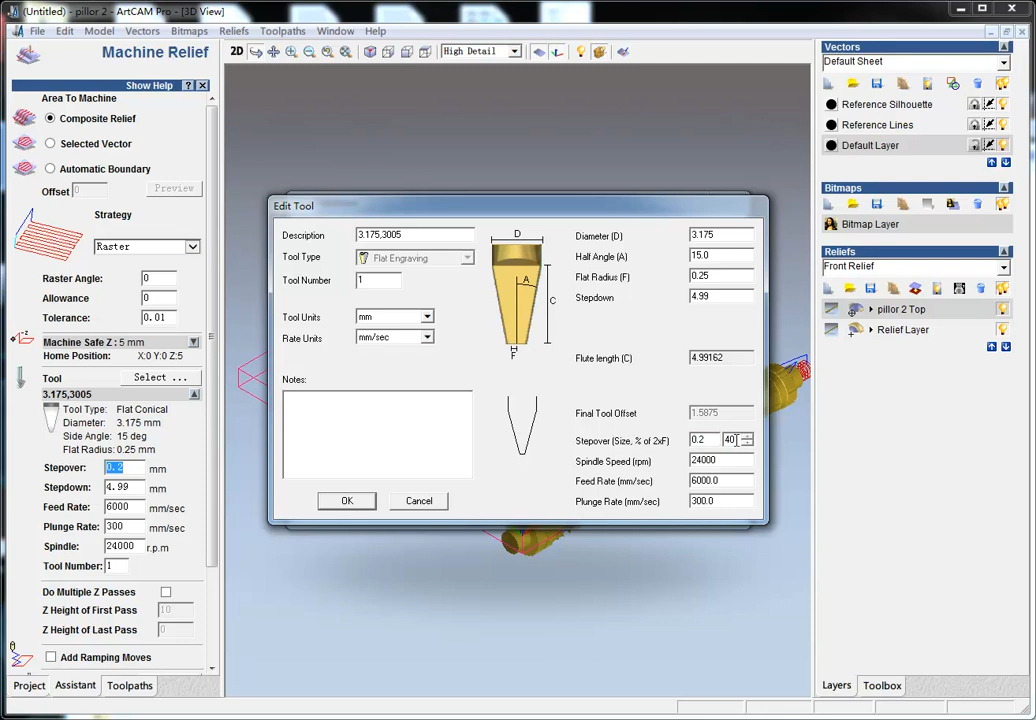 (Untitled) - pillor 2 - ArtCAM Pro - [3D View]
File Edit Models Bitmaps Vectors Reliefs Toolpaths Window Help
Machine Relief
2D
High Detail
Show Help ?
Area To Machine
Composite Relief
Selected Vector
Automatic Boundary
Offset 0 Preview
Strategy
Raster
Raster Angle: 0
Allowance 0
Tolerance: 0.01
Machine Safe Z : 5 mm
Home Position: X:0 Y:0 Z:5
Tool Select ...
3.175,3005
Tool Type: Flat Conical
Diameter: 3.175 mm
Side Angle: 15 deg
Flat Radius: 0.25 mm
Stepover: 0.2 mm
Stepdown: 4.99 mm
Feed Rate: 6000 mm/sec
Plunge Rate: 300 mm/sec
Spindle: 24000 r.p.m
Tool Number: 1
Do Multiple Z Passes
Z Height of First Pass 10
Z Height of Last Pass 0
Add Ramping Moves
Project Assistant Toolpaths
Edit Tool
Description 3.175,3005
Tool Type Flat Engraving
Tool Number 1
Tool Units mm
Rate Units mm/sec
Notes:
OK Cancel
D
A
C
F
Diameter (D) 3.175
Half Angle (A) 15.0
Flat Radius (F) 0.25
Stepdown 4.99
Flute length (C) 4.99162
Final Tool Offset 1.5875
Stepover (Size, % of 2xF) 0.2 40
Spindle Speed (rpm) 24000
Feed Rate (mm/sec) 6000.0
Plunge Rate (mm/sec) 300.0
Vectors
Default Sheet
Reference Silhouette
Reference Lines
Default Layer
Bitmaps
Bitmap Layer
Reliefs
Front Relief
pillor 2 Top
Relief Layer
Layers Toolbox